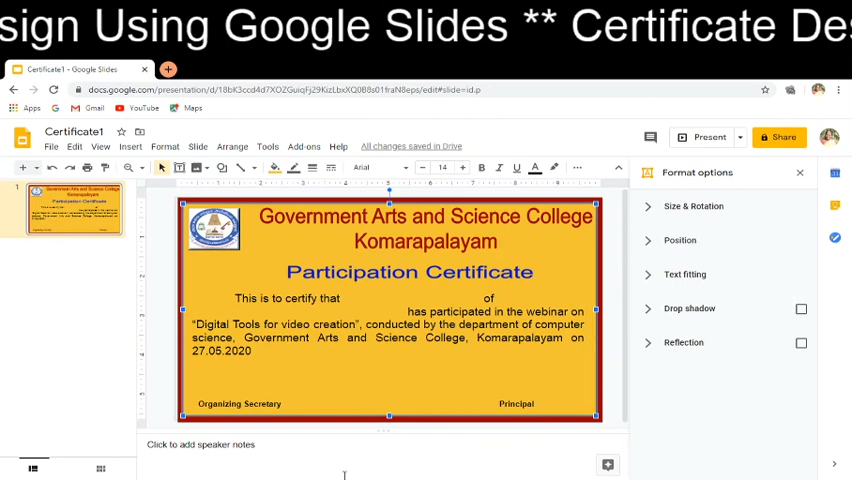 sign Using Google Slides ** Certificate Des
Certificate1 - Google Slides
docs.google.com/presentation/d/18bK3ccd4d7XOZGuiqFj29KizLbxXQ0B8s01fraN8eps/edit#slide=id.p
Apps Gmail YouTube Maps
Certificate1
File Edit View Insert Format Slide Arrange Tools Add-ons Help All changes saved in Drive
Present Share
Arial 14 B I U A
Format options
Size & Rotation
Position
Text fitting
Drop shadow
Reflection
1
Government Arts and Science College
Komarapalayam
Participation Certificate
This is to certify that of
has participated in the webinar on
“Digital Tools for video creation”, conducted by the department of computer
science, Government Arts and Science College, Komarapalayam on
27.05.2020
Organizing Secretary Principal
Click to add speaker notes